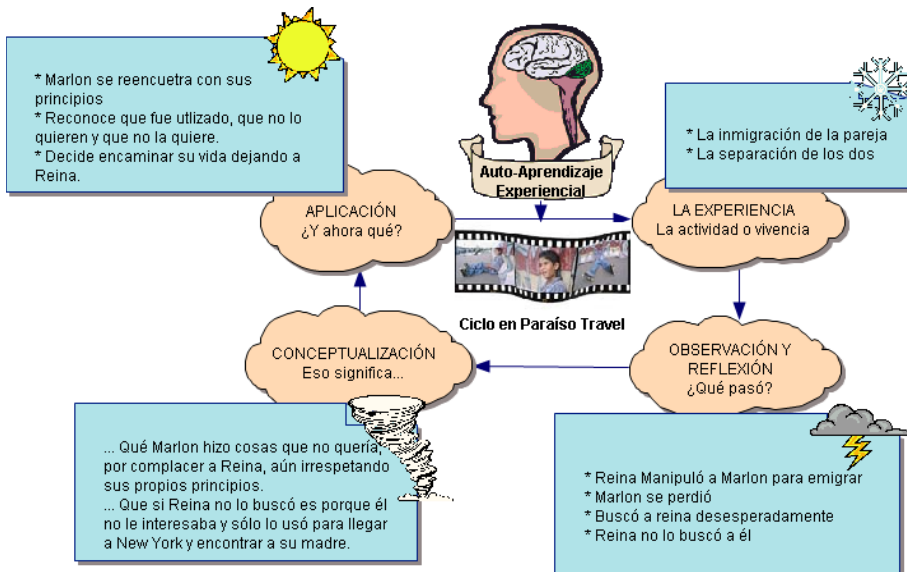 * Marlon se reencuetra con sus
principios
* Reconoce que fue utlizado, que no lo
quieren y que no la quiere.
* Decide encaminar su vida dejando a
Reina.
Auto-Aprendizaje
Experiencial
* La inmigración de la pareja
* La separación de los dos
APLICACIÓN
¿Y ahora qué?
LA EXPERIENCIA
La actividad o vivencia
Ciclo en Paraíso Travel
CONCEPTUALIZACIÓN
Eso significa...
OBSERVACIÓN Y
REFLEXIÓN
¿Qué pasó?
... Qué Marlon hizo cosas que no quería,
por complacer a Reina, aún irrespetando
sus propios principios.
... Que si Reina no lo buscó es porque él
no le interesaba y sólo lo usó para llegar
a New York y encontrar a su madre.
* Reina Manipuló a Marlon para emigrar
* Marlon se perdió
* Buscó a reina desesperadamente
* Reina no lo buscó a él